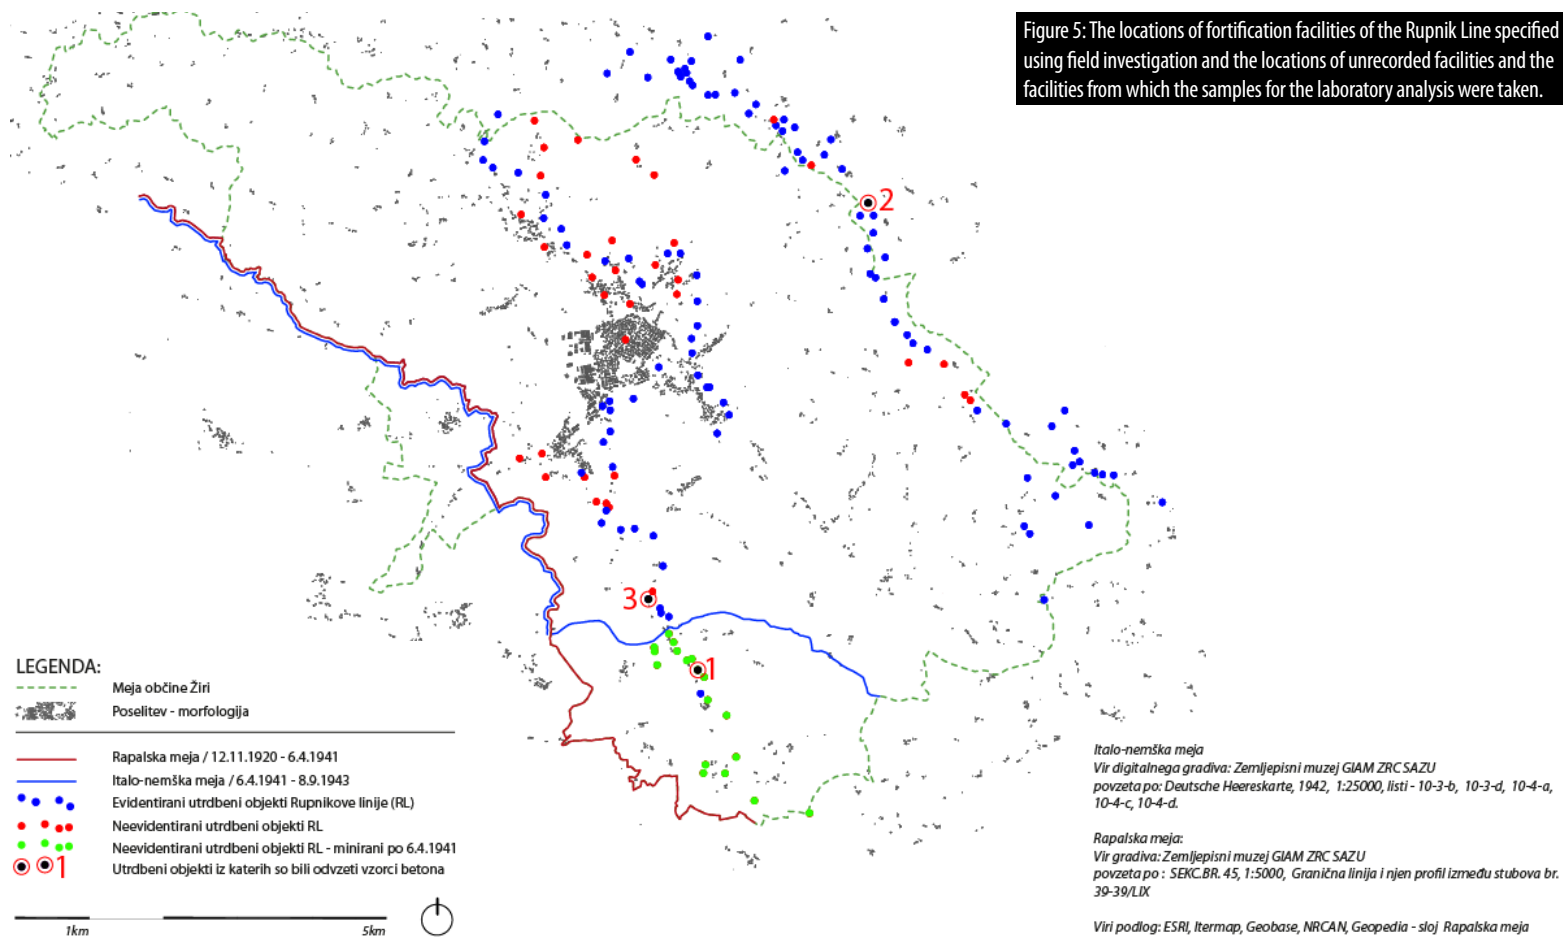 Figure 5: The locations of fortification facilities of the Rupnik Line specified
using field investigation and the locations of unrecorded facilities and the
facilities from which the samples for the laboratory analysis were taken.
2
3
1
LEGENDA:
Meja občine Žiri
Poselitev - morfologija
Rapalska meja / 12.11.1920 - 6.4.1941
Italo-nemška meja / 6.4.1941 - 8.9.1943
Evidentirani utrdbeni objekti Rupnikove linije (RL)
Neevidentirani utrdbeni objekti RL
Neevidentirani utrdbeni objekti RL - minirani po 6.4.1941
1 Utrdbeni objekti iz katerih so bili odvzeti vzorci betona
1km 5km
Italo-nemška meja
Vir digitalnega gradiva: Zemljepisni muzej GIAM ZRC SAZU
povzeta po: Deutsche Heereskarte, 1942, 1:25000, listi - 10-3-b, 10-3-d, 10-4-a,
10-4-c, 10-4-d.
Rapalska meja:
Vir gradiva: Zemljepisni muzej GIAM ZRC SAZU
povzeta po : SEKC.BR. 45, 1:5000, Granična linija i njen profil između stubova br.
39-39/LIX
Viri podlog: ESRI, Itermap, Geobase, NRCAN, Geopedia - sloj Rapalska meja